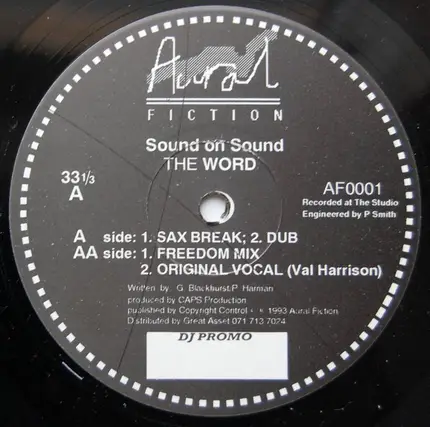 Aural
FICTION
Sound on Sound
THE WORD
33 1/3
A
AF0001
Recorded at The Studio
Engineered by P Smith
A side: 1. SAX BREAK; 2. DUB
AA side: 1. FREEDOM MIX
2. ORIGINAL VOCAL (Val Harrison)
Written by: G. Blackhurst/P. Harman
produced by CAPS Production
published by Copyright Control 1993 Aural Fiction
Distributed by Great Asset 071 713 7024
DJ PROMO